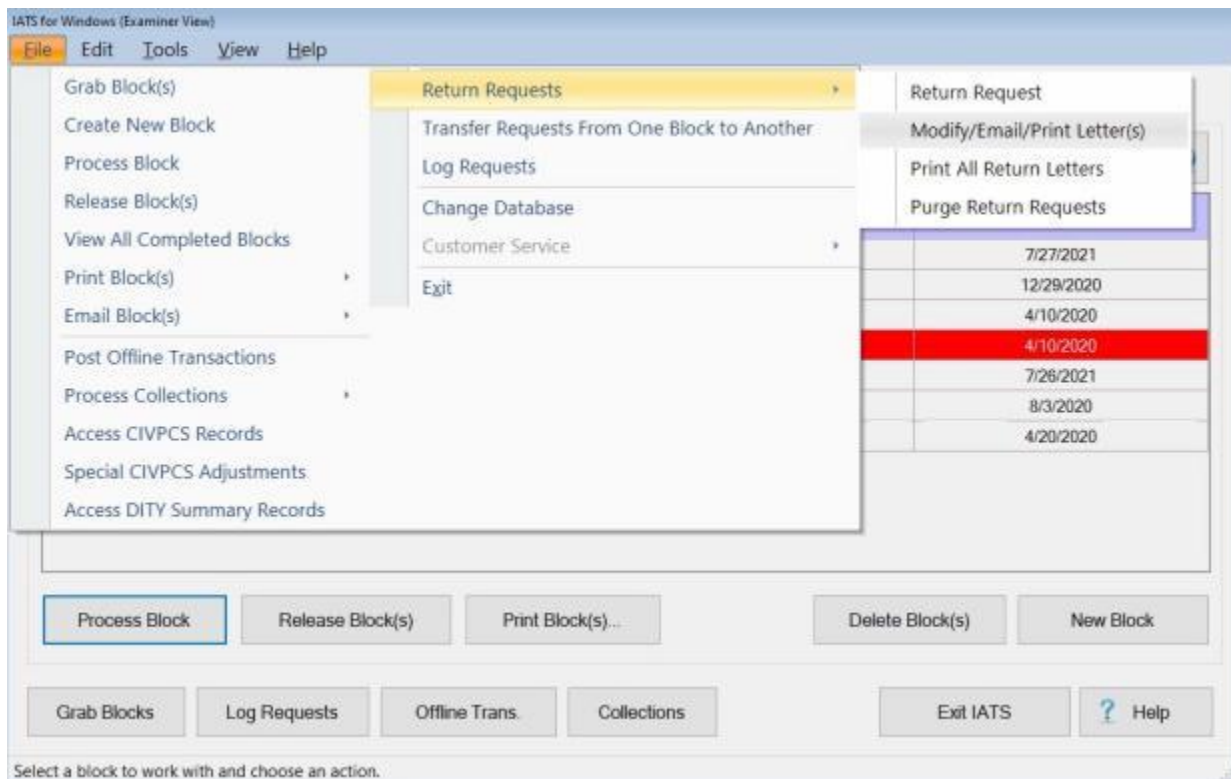 IATS for Windows (Examiner View)
File Edit Tools View Help
Grab Block(s)
Create New Block
Process Block
Release Block(s)
View All Completed Blocks
Print Block(s)
Email Block(s)
Post Offline Transactions
Process Collections
Access CIVPCS Records
Special CIVPCS Adjustments
Access DITY Summary Records
Return Requests
Transfer Requests From One Block to Another
Log Requests
Change Database
Customer Service
Exit
Return Request
Modify/Email/Print Letter(s)
Print All Return Letters
Purge Return Requests
7/27/2021
12/29/2020
4/10/2020
4/10/2020
7/26/2021
8/3/2020
4/20/2020
Process Block Release Block(s) Print Block(s)... Delete Block(s) New Block
Grab Blocks Log Requests Offline Trans. Collections Exit IATS ? Help
Select a block to work with and choose an action.